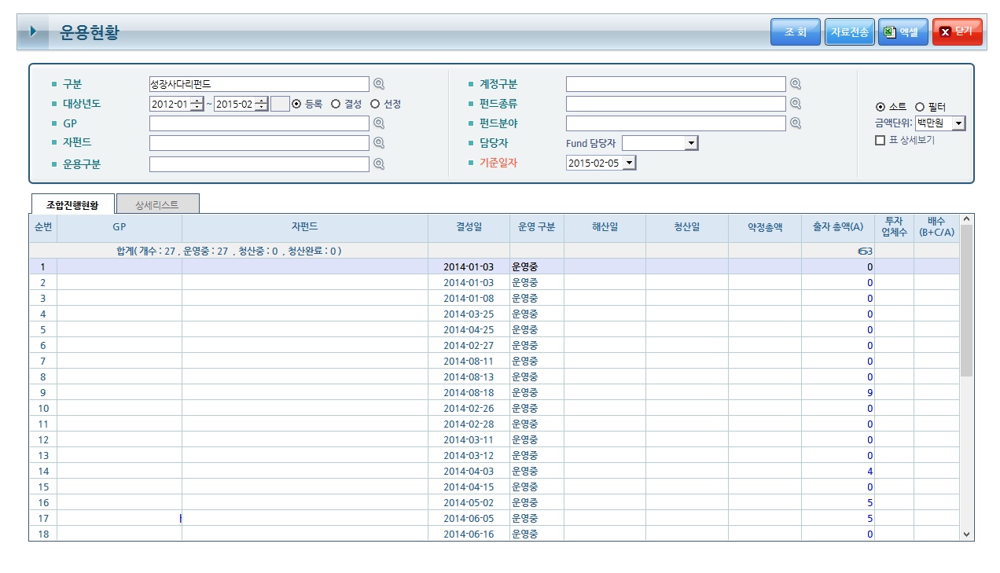 운용현황 조 회 자료전송 엑셀 닫기
구분 성장사다리펀드 계정구분
대상년도 2012-01 ~ 2015-02 등록 결성 선정 펀드종류 소트 필터
GP 펀드분야 금액단위: 백만원
자펀드 담당자 Fund 담당자 표 상세보기
운용구분 기준일자 2015-02-05
조합진행현황 상세리스트
순번 GP 자펀드 결성일 운영 구분 해산일 청산일 약정총액 출자 총액(A) 투자 업체수 배수 (B+C/A)
합계( 개수 : 27 , 운영중 : 27 , 청산중 : 0 , 청산완료 : 0 )
1 2014-01-03 운영중 0
2 2014-01-03 운영중 0
3 2014-01-08 운영중 0
4 2014-03-25 운영중 0
5 2014-04-25 운영중 0
6 2014-02-27 운영중 0
7 2014-08-11 운영중 0
8 2014-08-13 운영중 0
9 2014-08-18 운영중 9
10 2014-02-26 운영중 0
11 2014-02-28 운영중 0
12 2014-03-11 운영중 0
13 2014-03-12 운영중 0
14 2014-04-03 운영중 4
15 2014-04-15 운영중 0
16 2014-05-02 운영중 5
17 2014-06-05 운영중 5
18 2014-06-16 운영중 0